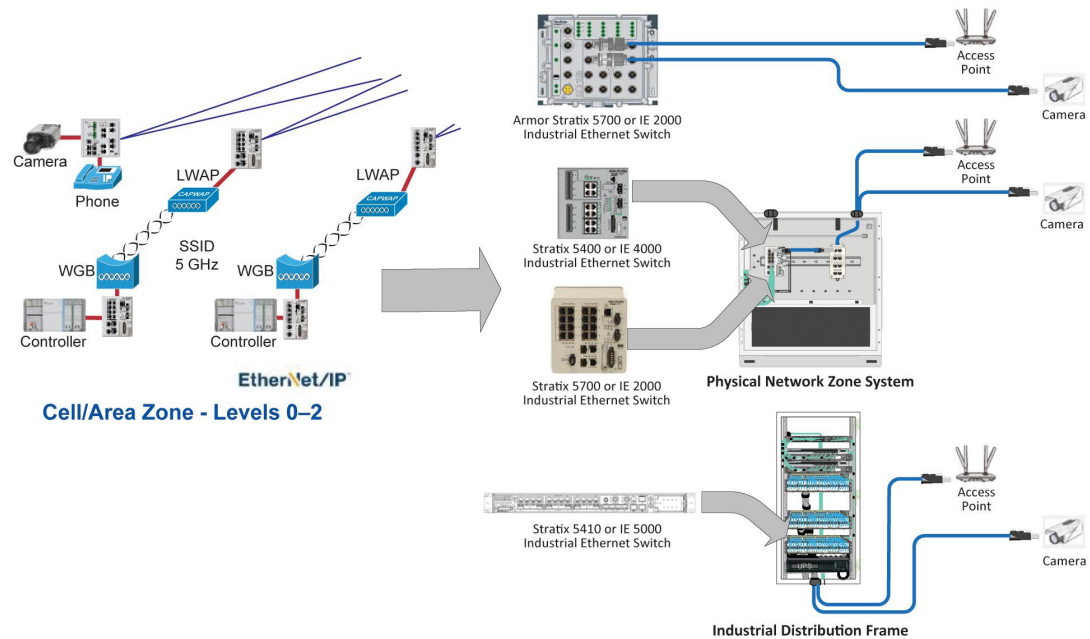 Camera
Phone
LWAP
CAPWAP
LWAP
CAPWAP
SSID
5 GHz
WGB
WGB
Controller
Controller
EtherNet/IP™
Cell/Area Zone - Levels 0–2
Armor Stratix 5700 or IE 2000
Industrial Ethernet Switch
Access
Point
Camera
Stratix 5400 or IE 4000
Industrial Ethernet Switch
Stratix 5700 or IE 2000
Industrial Ethernet Switch
Access
Point
Camera
Physical Network Zone System
Stratix 5410 or IE 5000
Industrial Ethernet Switch
UPS
Access
Point
Camera
Industrial Distribution Frame